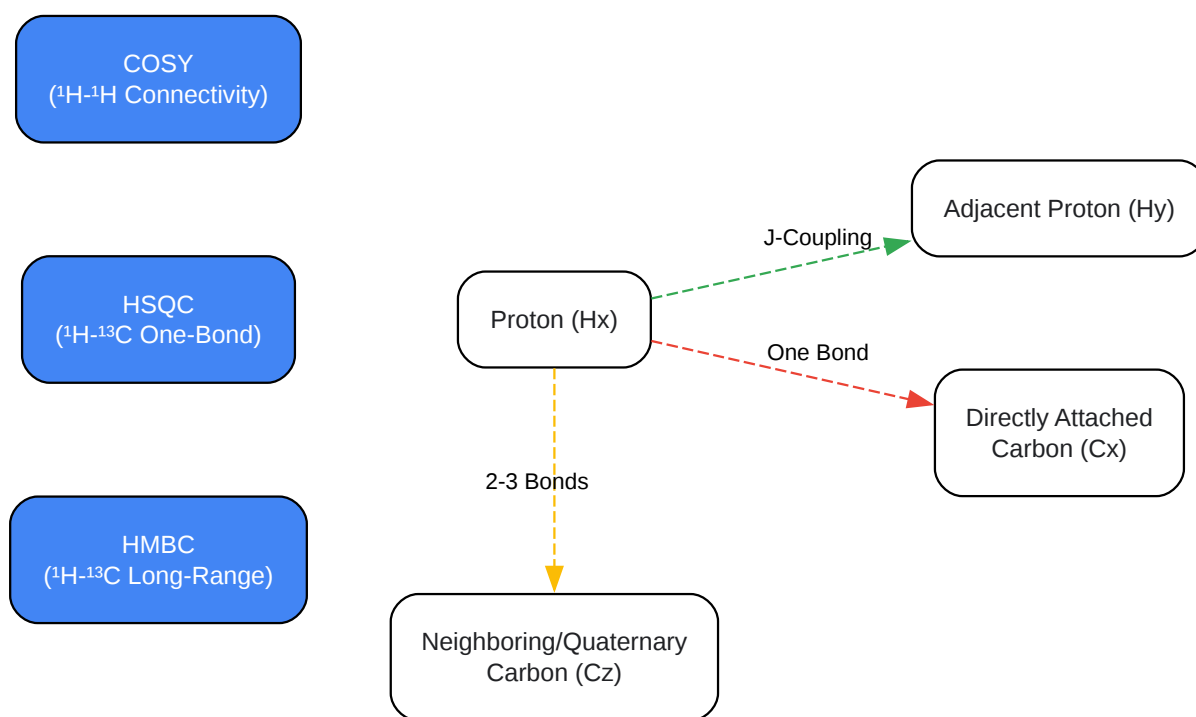 COSY
(¹H-¹H Connectivity)
HSQC
(¹H-¹³C One-Bond)
HMBC
(¹H-¹³C Long-Range)
Proton (Hx)
J-Coupling
Adjacent Proton (Hy)
One Bond
Directly Attached
Carbon (Cx)
2-3 Bonds
Neighboring/Quaternary
Carbon (Cz)